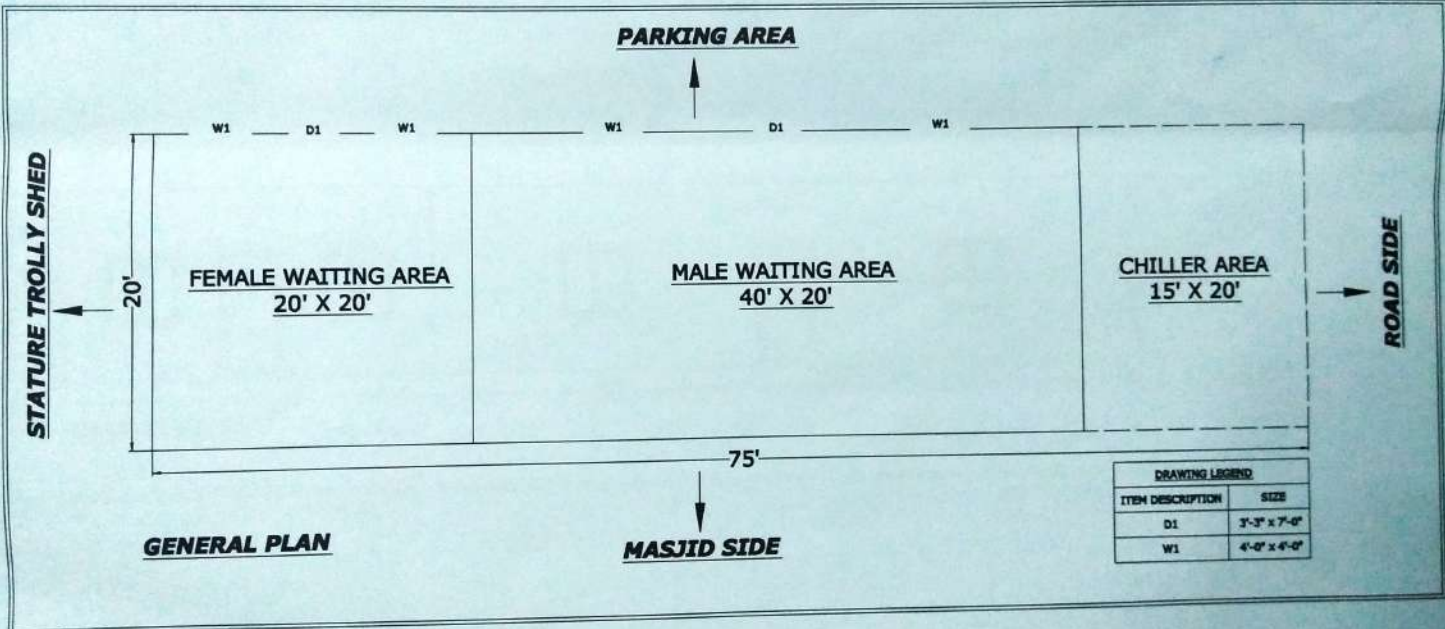 PARKING AREA
W1 D1 W1 W1 D1 W1
STATURE TROLLY SHED
20'
FEMALE WAITING AREA
20' X 20'
MALE WAITING AREA
40' X 20'
CHILLER AREA
15' X 20'
ROAD SIDE
75'
GENERAL PLAN
MASJID SIDE
DRAWING LEGEND
ITEM DESCRIPTION SIZE
D1 3'-3" x 7'-0"
W1 4'-0" x 4'-0"